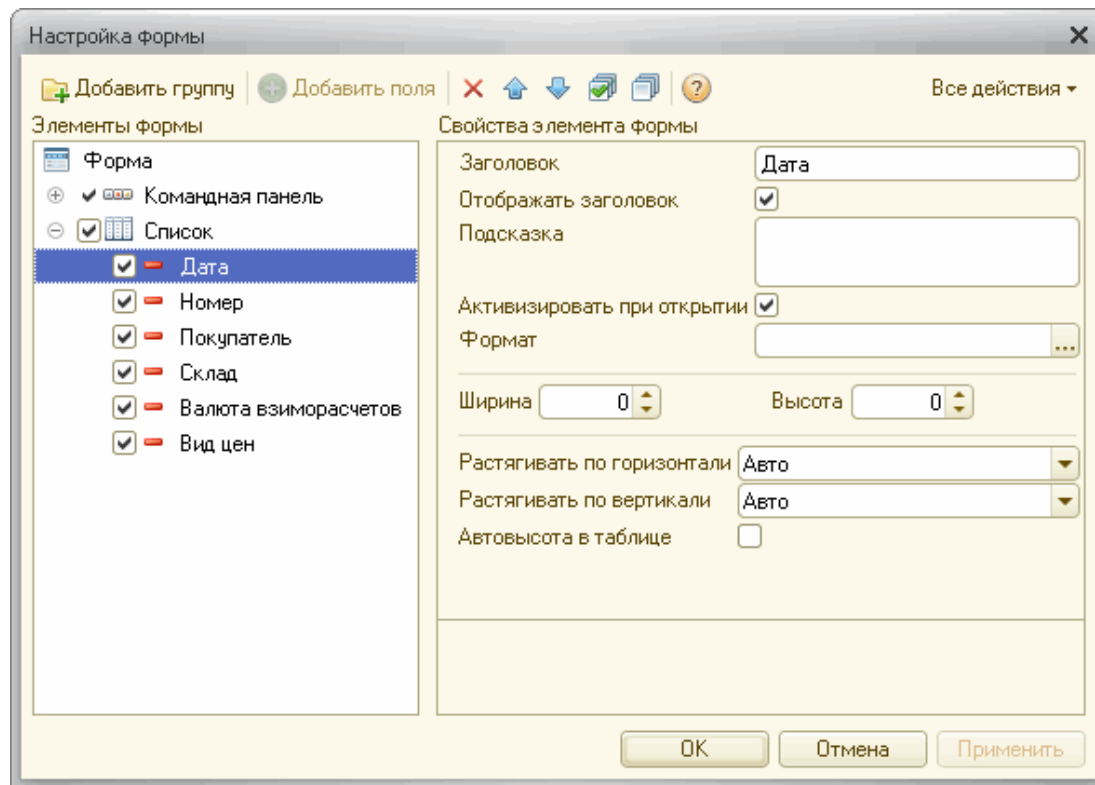 Настройка формы
Добавить группу Добавить поля Все действия
Элементы формы Свойства элемента формы
Форма Заголовок Дата
Командная панель Отображать заголовок
Список Подсказка
Дата
Номер Активизировать при открытии
Покупатель Формат ...
Склад
Валюта взиморасчетов Ширина 0 Высота 0
Вид цен
Растягивать по горизонтали Авто
Растягивать по вертикали Авто
Автовысота в таблице
ОК Отмена Применить